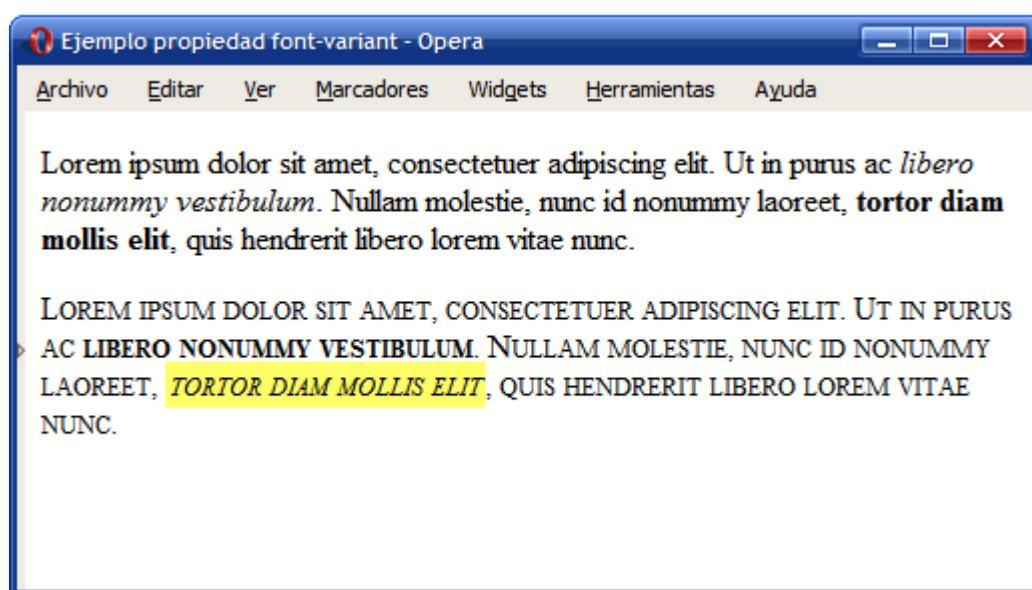 Ejemplo propiedad font-variant - Opera
Archivo Editar Ver Marcadores Widgets Herramientas Ayuda
Lorem ipsum dolor sit amet, consectetuer adipiscing elit. Ut in purus ac libero
nonummy vestibulum. Nullam molestie, nunc id nonummy laoreet, tortor diam
mollis elit, quis hendrerit libero lorem vitae nunc.
LOREM IPSUM DOLOR SIT AMET, CONSECTETUER ADIPISCING ELIT. UT IN PURUS
AC LIBERO NONUMMY VESTIBULUM. NULLAM MOLESTIE, NUNC ID NONUMMY
LAOREET, TORTOR DIAM MOLLIS ELIT, QUIS HENDRERIT LIBERO LOREM VITAE
NUNC.